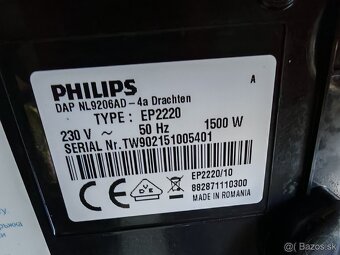 PHILIPS
A
DAP NL9206AD-4a Drachten
TYPE : EP2220
230 V ~ 50 Hz 1500 W
SERIAL Nr.TW902151005401
EP2220/10
882871110300
MADE IN ROMANIA
CE
VDE
bazos.sk